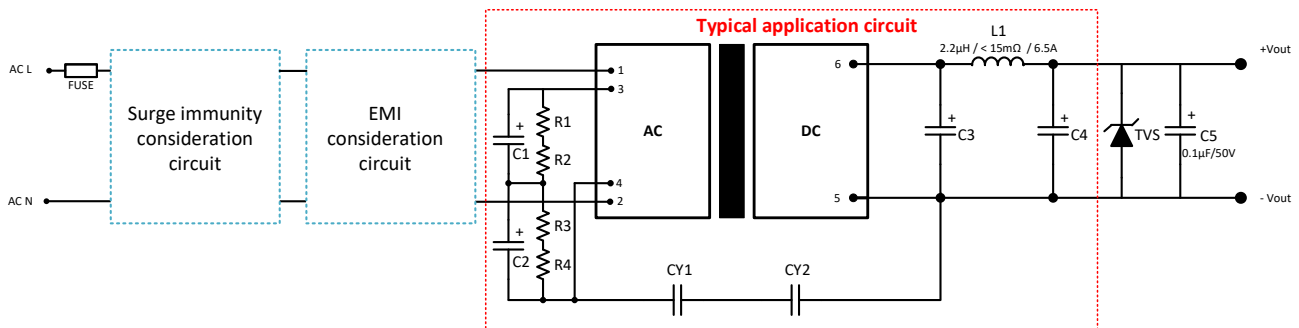 Typical application circuit
L1
2.2µH / < 15mΩ / 6.5A
AC L
FUSE
Surge immunity
consideration
circuit
EMI
consideration
circuit
1
3
+
C1
R1
R2
4
2
+
C2
R3
R4
AC
DC
6
5
+
C3
+
C4
TVS
+
C5
0.1µF/50V
+Vout
- Vout
AC N
CY1
CY2